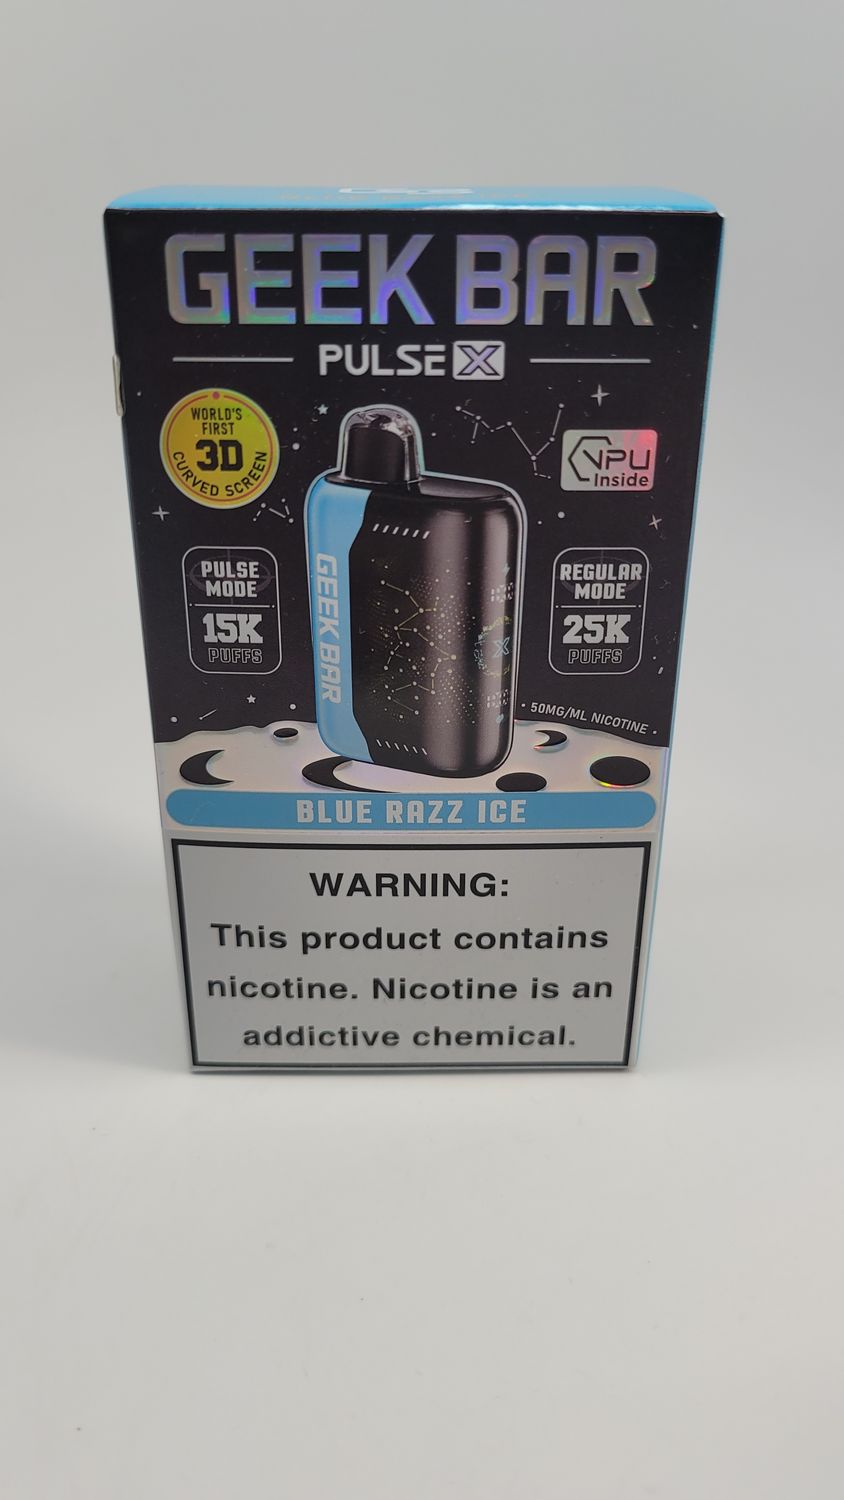 GEEK BAR
PULSE X
WORLD'S
FIRST
3D
CURVED SCREEN
VPU
Inside
PULSE
MODE
15K
PUFFS
REGULAR
MODE
25K
PUFFS
GEEK BAR
X
50MG/ML NICOTINE
BLUE RAZZ ICE
WARNING:
This product contains
nicotine. Nicotine is an
addictive chemical.